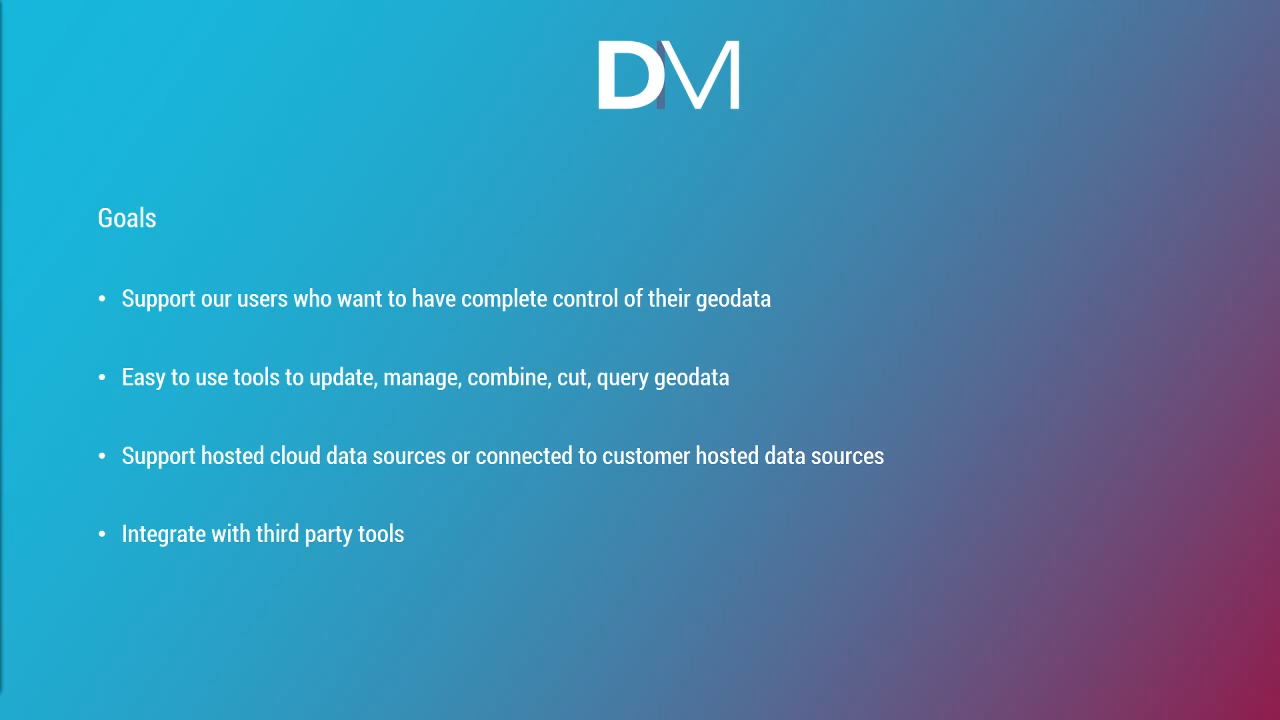 DM
Goals
• Support our users who want to have complete control of their geodata
• Easy to use tools to update, manage, combine, cut, query geodata
• Support hosted cloud data sources or connected to customer hosted data sources
• Integrate with third party tools